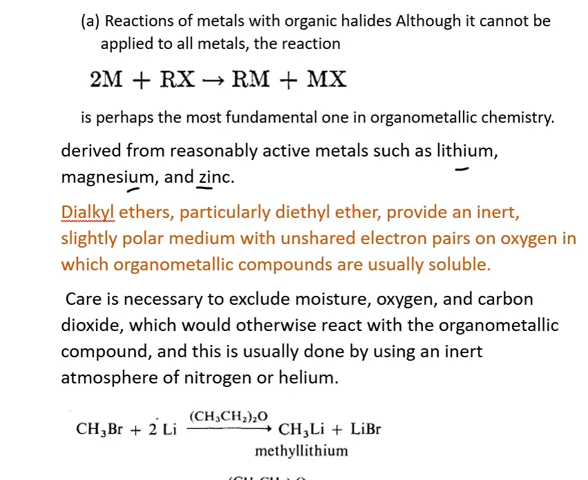 (a) Reactions of metals with organic halides Although it cannot be
applied to all metals, the reaction
2M + RX → RM + MX
is perhaps the most fundamental one in organometallic chemistry.
derived from reasonably active metals such as lithium,
magnesium, and zinc.
Dialkyl ethers, particularly diethyl ether, provide an inert,
slightly polar medium with unshared electron pairs on oxygen in
which organometallic compounds are usually soluble.
Care is necessary to exclude moisture, oxygen, and carbon
dioxide, which would otherwise react with the organometallic
compound, and this is usually done by using an inert
atmosphere of nitrogen or helium.
(CH₃CH₂)₂O
CH₃Br + 2 Li → CH₃Li + LiBr
methyllithium